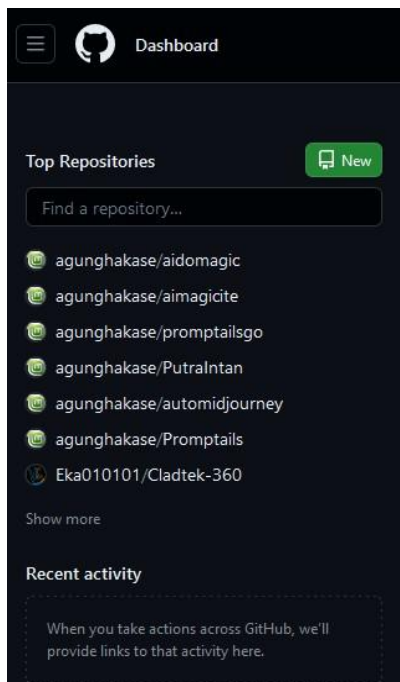 Dashboard
Top Repositories
New
Find a repository...
agunghakase/aidomagic
agunghakase/aimagicite
agunghakase/promptailsgo
agunghakase/PutraIntan
agunghakase/automidjourney
agunghakase/Promptails
Eka010101/Cladtek-360
Show more
Recent activity
When you take actions across GitHub, we'll
provide links to that activity here.